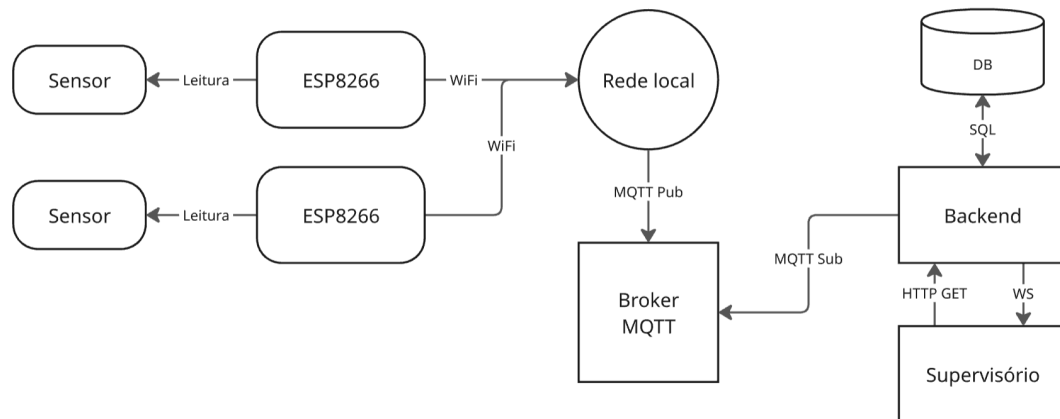 Sensor
Leitura
ESP8266
WiFi
Rede local
DB
SQL
WiFi
MQTT Pub
Sensor
Leitura
ESP8266
Backend
MQTT Sub
HTTP GET
WS
Broker
MQTT
Supervisório